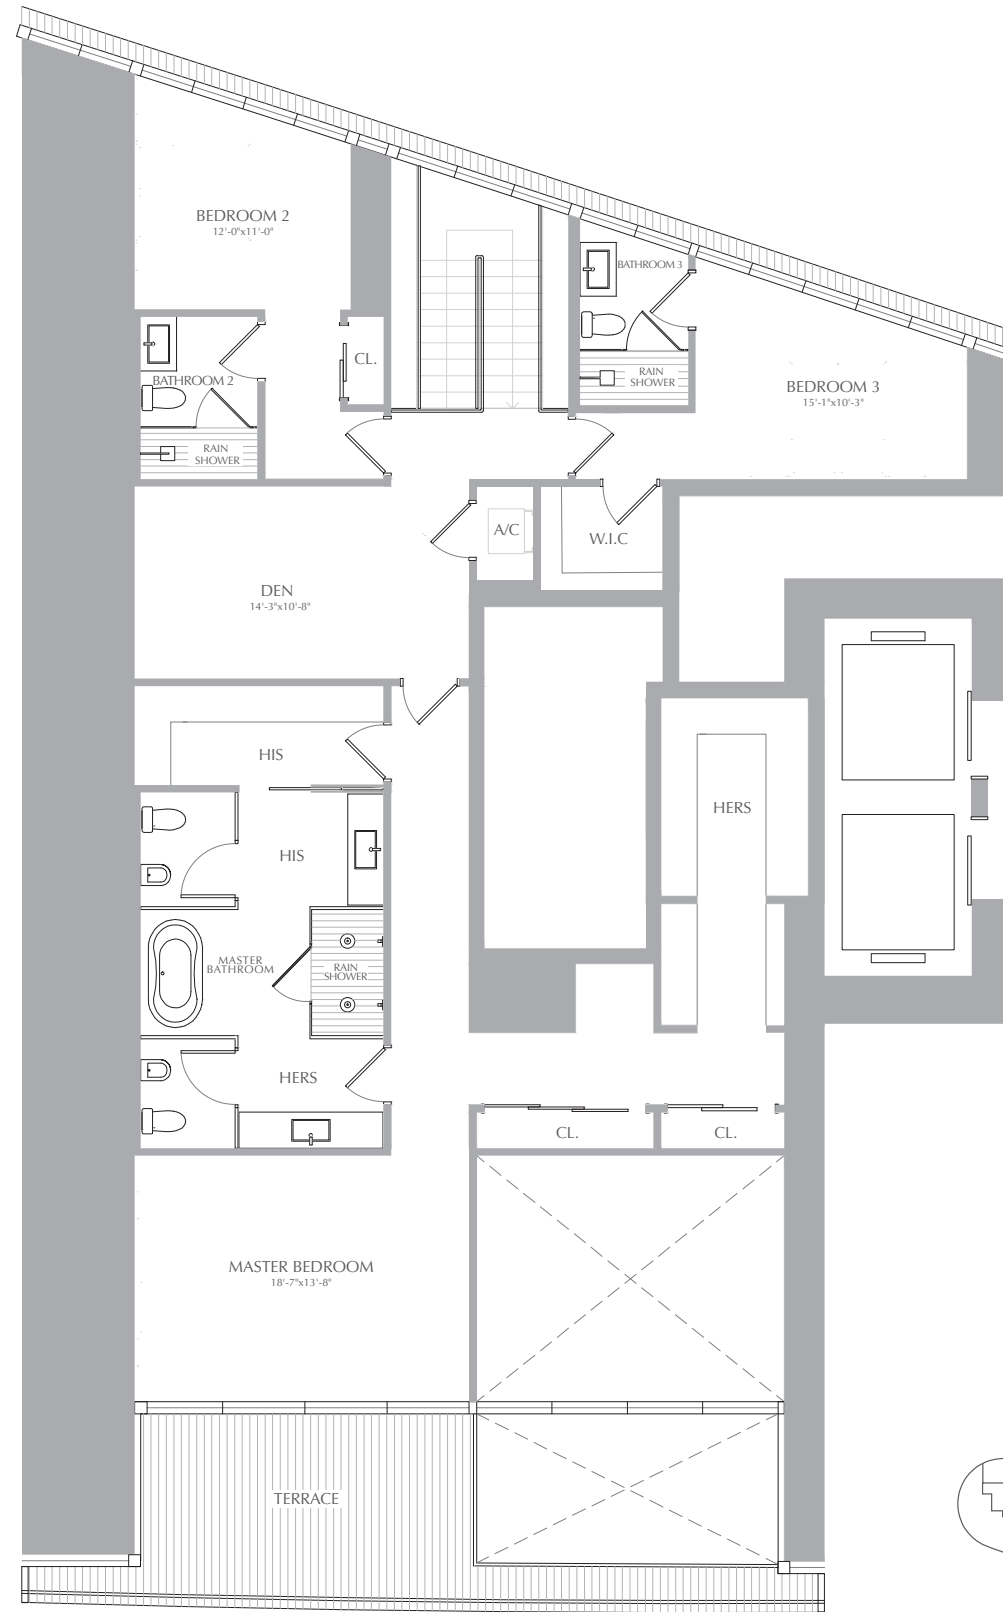 BEDROOM 2
12'-0"x11'-0"
BATHROOM 3
CL.
BATHROOM 2
RAIN
SHOWER
BEDROOM 3
15'-1"x10'-3"
RAIN
SHOWER
A/C
W.I.C
DEN
14'-3"x10'-8"
HIS
HERS
HIS
MASTER
BATHROOM
RAIN
SHOWER
HERS
CL.
CL.
MASTER BEDROOM
18'-7"x13'-8"
TERRACE